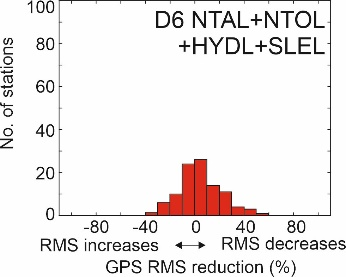 D6 NTAL+NTOL
+HYDL+SLEL
No. of stations
100
80
60
40
20
0
-80 -40 0 40 80
RMS increases ↔ RMS decreases
GPS RMS reduction (%)